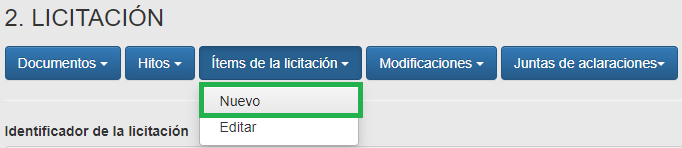 2. LICITACIÓN
Documentos Hitos Ítems de la licitación Modificaciones Juntas de aclaraciones
Nuevo
Editar
Identificador de la licitación